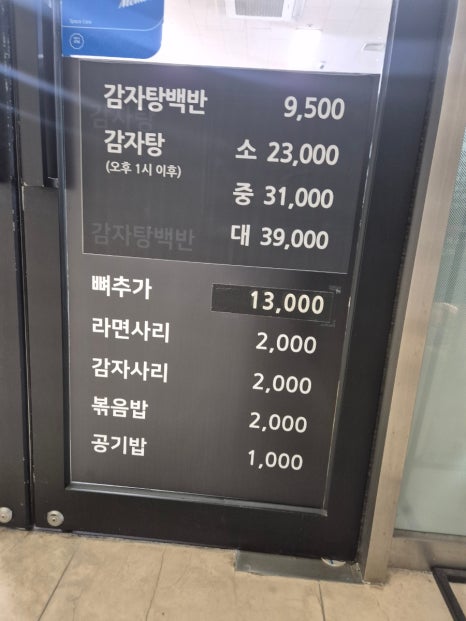 Menu
감자탕백반 9,500
감자탕 소 23,000
(오후 1시 이후)
중 31,000
감자탕백반 대 39,000
뼈추가 13,000
라면사리 2,000
감자사리 2,000
볶음밥 2,000
공기밥 1,000